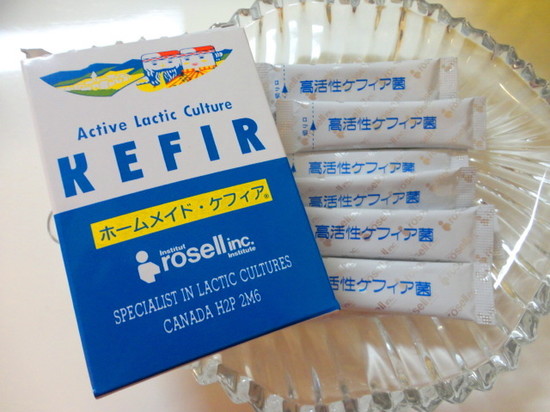 Active Lactic Culture
KEFIR
ホームメイド・ケフィア®
Institut
rosell inc.
Institute
SPECIALIST IN LACTIC CULTURES
CANADA H2P 2M6
高活性ケフィア菌
高活性ケフィア菌
高活性ケフィア菌
高活性ケフィア菌
高活性ケフィア菌
高活性ケフィア菌